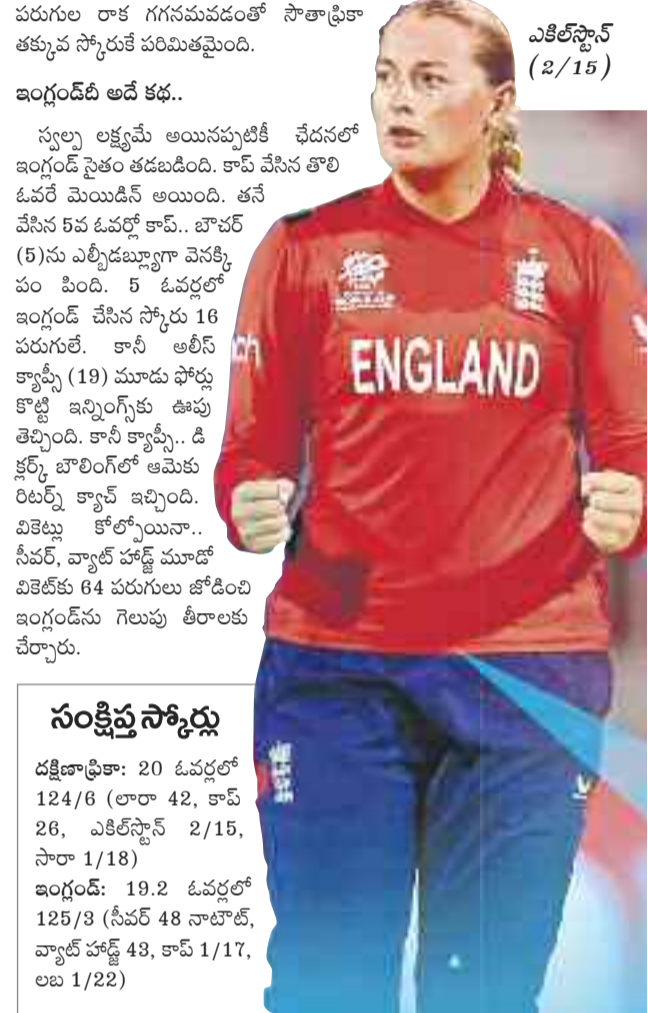 పరుగుల రాక గగనమవడంతో సౌతాఫ్రికా
తక్కువ స్కోరుకే పరిమితమైంది.
ఇంగ్లండ్‌దీ అదే కథ..
స్వల్ప లక్ష్యమే అయినప్పటికీ ఛేదనలో
ఇంగ్లండ్ సైతం తడబడింది. కాప్ వేసిన తొలి
ఓవరే మెయిడిన్ అయింది. తనే
వేసిన 5వ ఓవర్లో కాప్.. బౌచర్
(5)ను ఎల్బీడబ్ల్యూగా వెనక్కి
పం పింది. 5 ఓవర్లలో
ఇంగ్లండ్ చేసిన స్కోరు 16
పరుగులే. కానీ అలీస్
క్యాప్సీ (19) మూడు ఫోర్లు
కొట్టి ఇన్నింగ్స్‌కు ఊపు
తెచ్చింది. కానీ క్యాప్సీ.. డి
క్లర్క్ బౌలింగ్‌లో ఆమెకు
రిటర్న్ క్యాచ్ ఇచ్చింది.
వికెట్లు కోల్పోయినా..
సీవర్, వ్యాట్ హాడ్జ్ మూడో
వికెట్‌కు 64 పరుగులు జోడించి
ఇంగ్లండ్‌ను గెలుపు తీరాలకు
చేర్చారు.
సంక్షిప్త స్కోర్లు
దక్షిణాఫ్రికా: 20 ఓవర్లలో
124/6 (లారా 42, కాప్
26, ఎకిల్‌స్టొన్ 2/15,
సారా 1/18)
ఇంగ్లండ్: 19.2 ఓవర్లలో
125/3 (సీవర్ 48 నాటౌట్,
వ్యాట్ హాడ్జ్ 43, కాప్ 1/17,
లబ 1/22)
ఎకిల్‌స్టొన్
(2/15)
ENGLAND